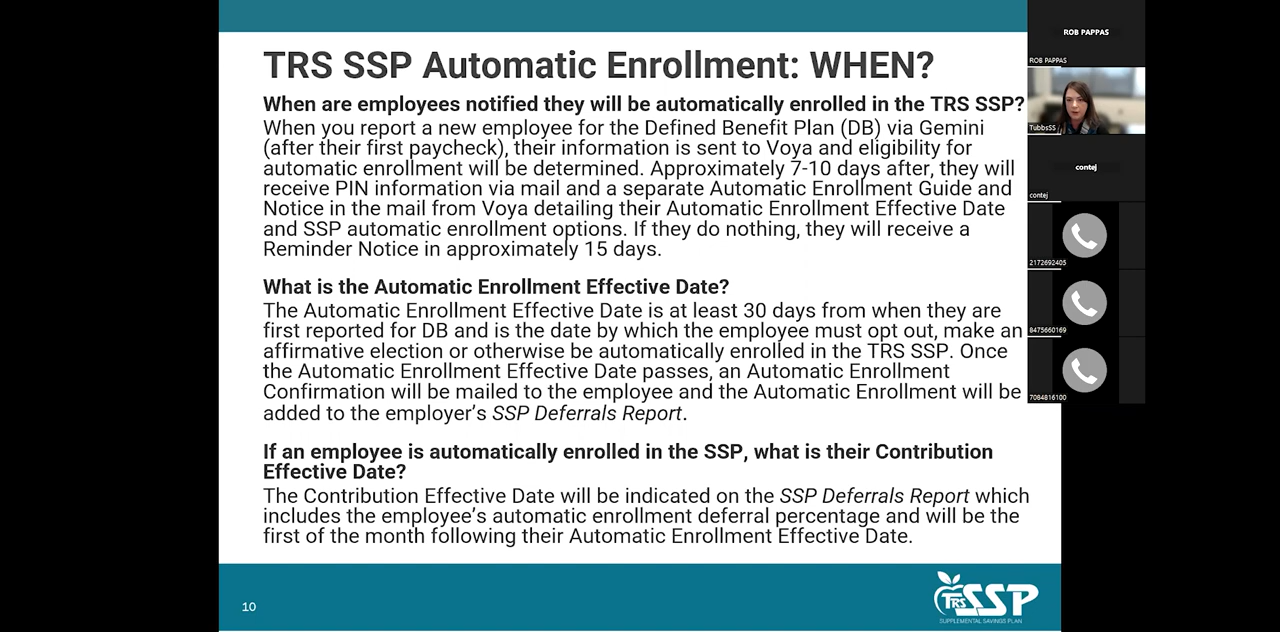 TRS SSP Automatic Enrollment: WHEN?
When are employees notified they will be automatically enrolled in the TRS SSP?
When you report a new employee for the Defined Benefit Plan (DB) via Gemini
(after their first paycheck), their information is sent to Voya and eligibility for
automatic enrollment will be determined. Approximately 7-10 days after, they will
receive PIN information via mail and a separate Automatic Enrollment Guide and
Notice in the mail from Voya detailing their Automatic Enrollment Effective Date
and SSP automatic enrollment options. If they do nothing, they will receive a
Reminder Notice in approximately 15 days.
What is the Automatic Enrollment Effective Date?
The Automatic Enrollment Effective Date is at least 30 days from when they are
first reported for DB and is the date by which the employee must opt out, make an
affirmative election or otherwise be automatically enrolled in the TRS SSP. Once
the Automatic Enrollment Effective Date passes, an Automatic Enrollment
Confirmation will be mailed to the employee and the Automatic Enrollment will be
added to the employer's SSP Deferrals Report.
If an employee is automatically enrolled in the SSP, what is their Contribution
Effective Date?
The Contribution Effective Date will be indicated on the SSP Deferrals Report which
includes the employee's automatic enrollment deferral percentage and will be the
first of the month following their Automatic Enrollment Effective Date.
10
TRS SSP
SUPPLEMENTAL SAVINGS PLAN
ROB PAPPAS
ROB PAPPAS
TubbsSS
contej
contej
2172692405
8475660169
7084816100